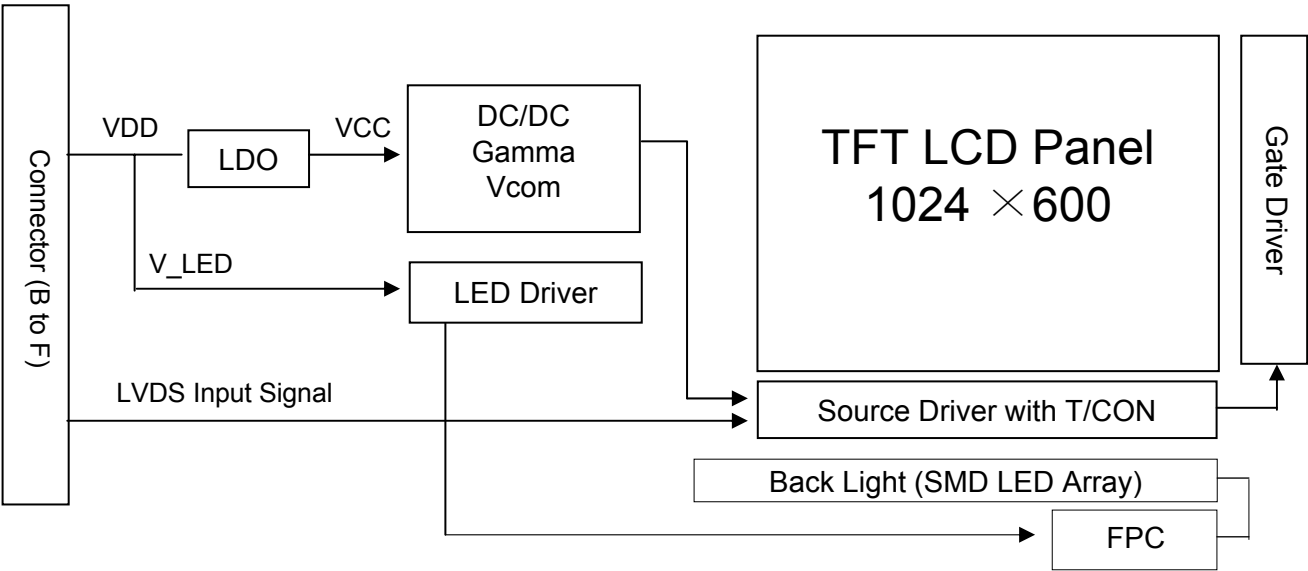 Connector (B to F)
VDD
LDO
VCC
DC/DC
Gamma
Vcom
V_LED
LED Driver
LVDS Input Signal
TFT LCD Panel
1024 ×600
Gate Driver
Source Driver with T/CON
Back Light (SMD LED Array)
FPC